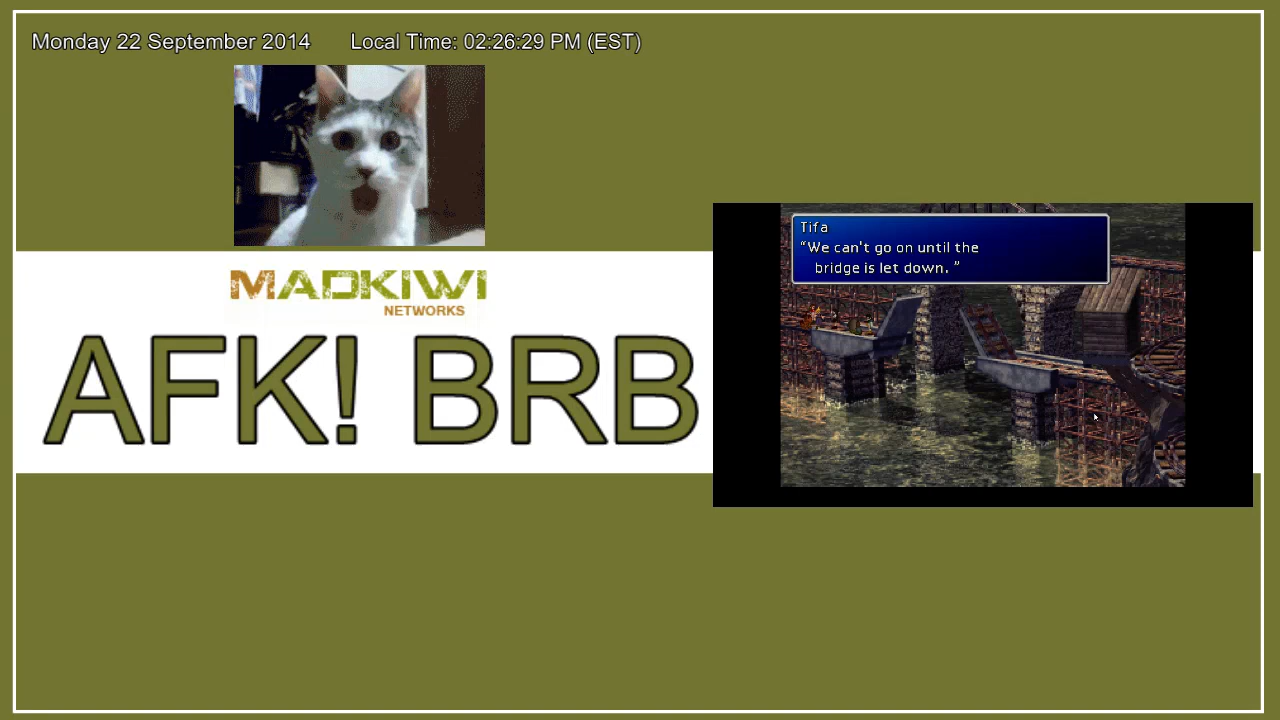 Monday 22 September 2014 Local Time: 02:26:29 PM (EST)
MADKIWI
NETWORKS
AFK! BRB
Tifa
“We can't go on until the
bridge is let down. ”